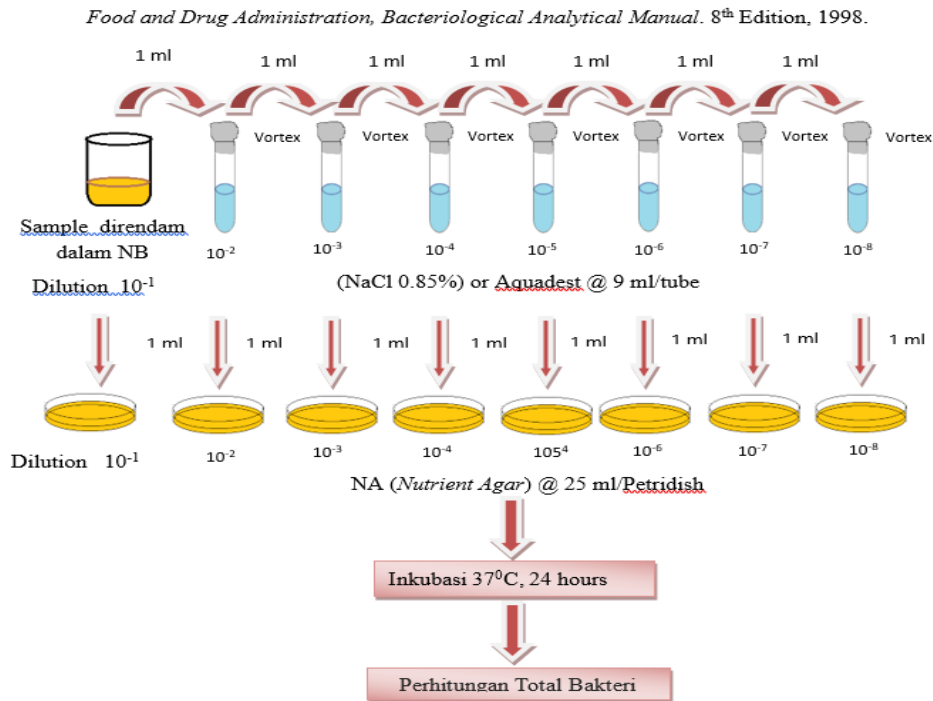 Food and Drug Administration, Bacteriological Analytical Manual. 8th Edition, 1998.
1 ml 1 ml 1 ml 1 ml 1 ml 1 ml 1 ml
Vortex Vortex Vortex Vortex Vortex Vortex Vortex
Sample direndam
dalam NB
10-2 10-3 10-4 10-5 10-6 10-7 10-8
Dilution 10-1
(NaCl 0.85%) or Aquadest @ 9 ml/tube
1 ml 1 ml 1 ml 1 ml 1 ml 1 ml 1 ml 1 ml
Dilution 10-1 10-2 10-3 10-4 1054 10-6 10-7 10-8
NA (Nutrient Agar) @ 25 ml/Petridish
Inkubasi 37⁰C, 24 hours
Perhitungan Total Bakteri